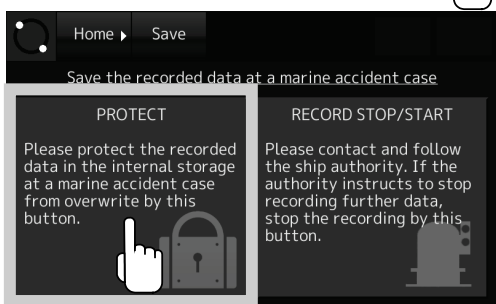 Home Save
Save the recorded data at a marine accident case
PROTECT
Please protect the recorded
data in the internal storage
at a marine accident case
from overwrite by this
button.
RECORD STOP/START
Please contact and follow
the ship authority. If the
authority instructs to stop
recording further data,
stop the recording by this
button.